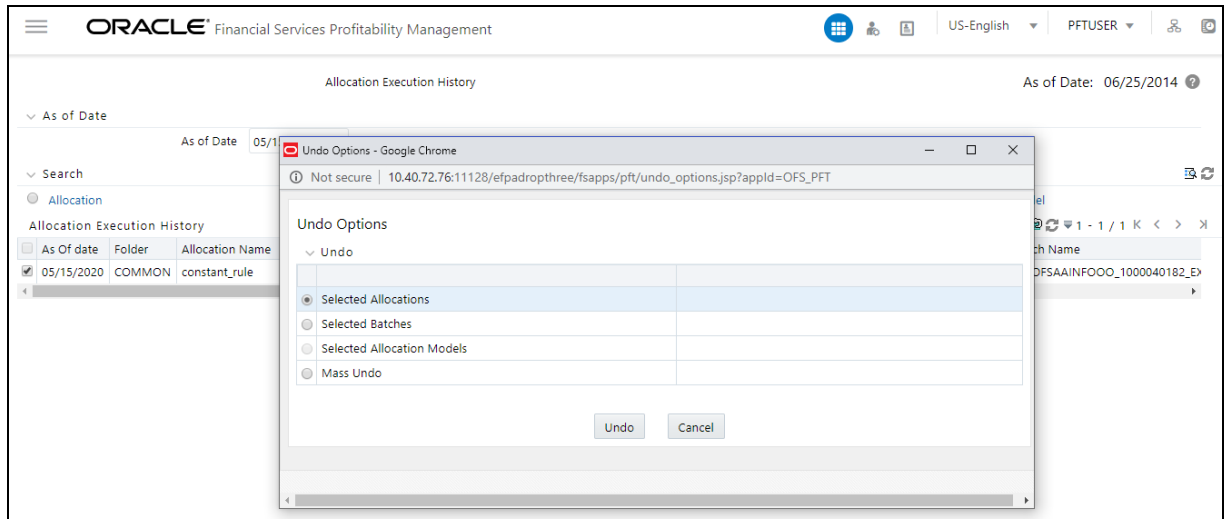 ORACLE Financial Services Profitability Management
US-English
PFTUSER
Allocation Execution History
As of Date: 06/25/2014
As of Date
As of Date 05/1
Undo Options - Google Chrome
Not secure | 10.40.72.76:11128/efpadropthree/fsapps/pft/undo_options.jsp?appId=OFS_PFT
Search
Allocation
Allocation Execution History
1 - 1 / 1
As Of date Folder Allocation Name
05/15/2020 COMMON constant_rule
Name
OFSAAINFOOO_1000040182_EX
Undo Options
Undo
Selected Allocations
Selected Batches
Selected Allocation Models
Mass Undo
Undo Cancel